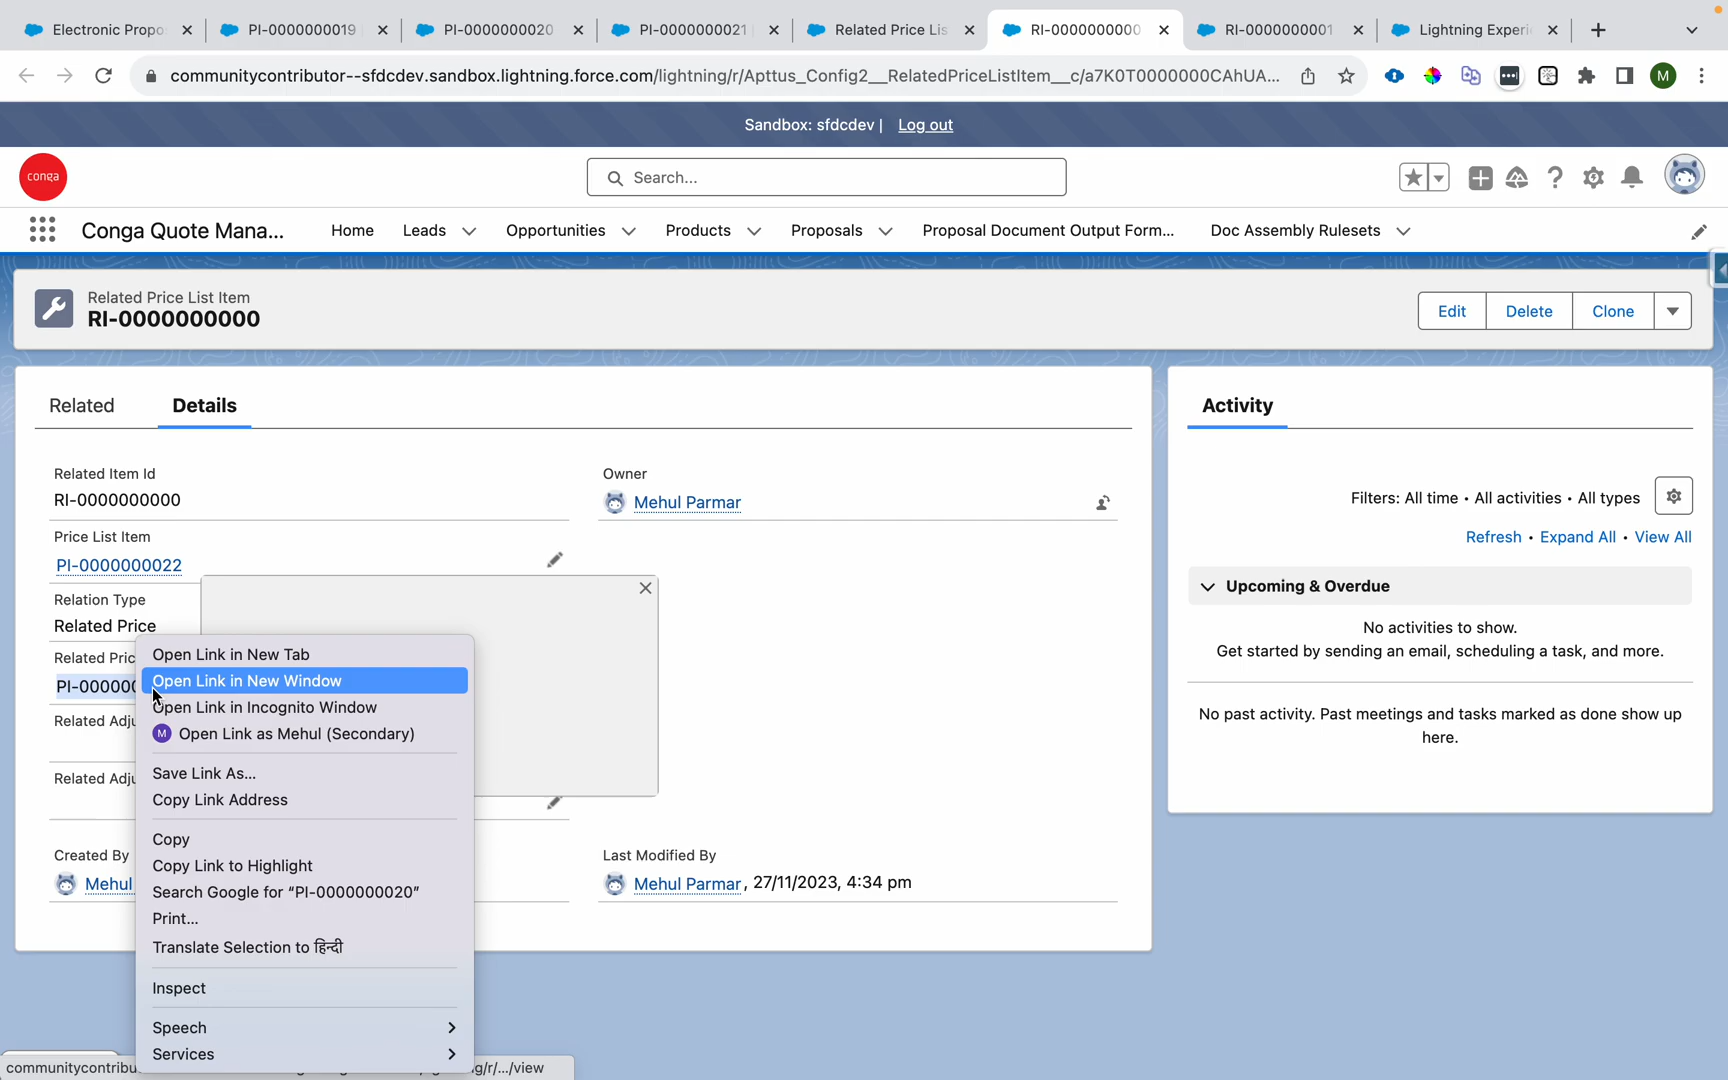 Electronic Propo
PI-0000000019
PI-0000000020
PI-0000000021
Related Price Lis
RI-0000000000
RI-0000000001
Lightning Experi
communitycontributor--sfdcdev.sandbox.lightning.force.com/lightning/r/Apttus_Config2__RelatedPriceListItem__c/a7K0T0000000CAhUA...
M
Sandbox: sfdcdev |
Log out
conga
Search...
Conga Quote Mana...
Home
Leads
Opportunities
Products
Proposals
Proposal Document Output Form...
Doc Assembly Rulesets
Related Price List Item
RI-0000000000
Edit
Delete
Clone
Related
Details
Activity
Related Item Id
RI-0000000000
Owner
Mehul Parmar
Price List Item
PI-0000000022
Relation Type
Related Price
Related Pric
PI-00000
Related Adju
Related Adju
Created By
Mehul
Last Modified By
Mehul Parmar, 27/11/2023, 4:34 pm
Open Link in New Tab
Open Link in New Window
Open Link in Incognito Window
M Open Link as Mehul (Secondary)
Save Link As...
Copy Link Address
Copy
Copy Link to Highlight
Search Google for “PI-0000000020”
Print...
Translate Selection to हिन्दी
Inspect
Speech
Services
Filters: All time • All activities • All types
Refresh • Expand All • View All
Upcoming & Overdue
No activities to show.
Get started by sending an email, scheduling a task, and more.
No past activity. Past meetings and tasks marked as done show up
here.
communitycontribu
g/r/.../view